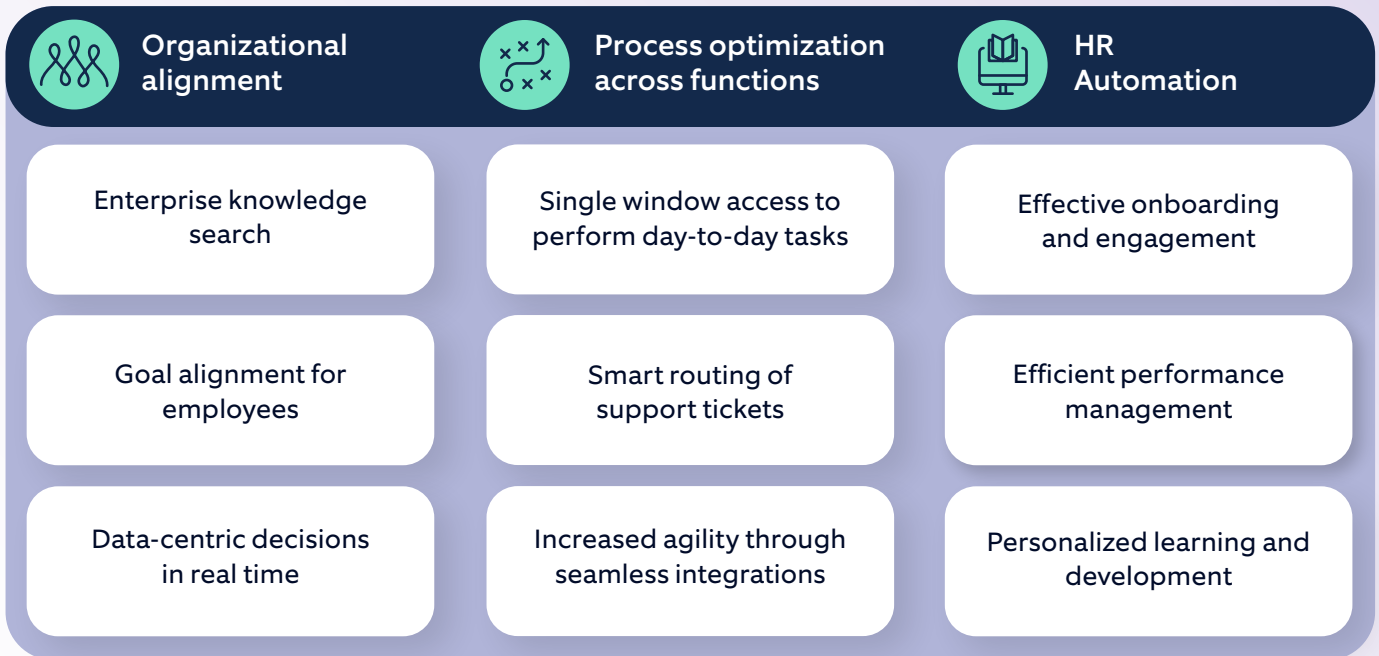 Organizational
alignment
Process optimization
across functions
HR
Automation
Enterprise knowledge
search
Single window access to
perform day-to-day tasks
Effective onboarding
and engagement
Goal alignment for
employees
Smart routing of
support tickets
Efficient performance
management
Data-centric decisions
in real time
Increased agility through
seamless integrations
Personalized learning and
development